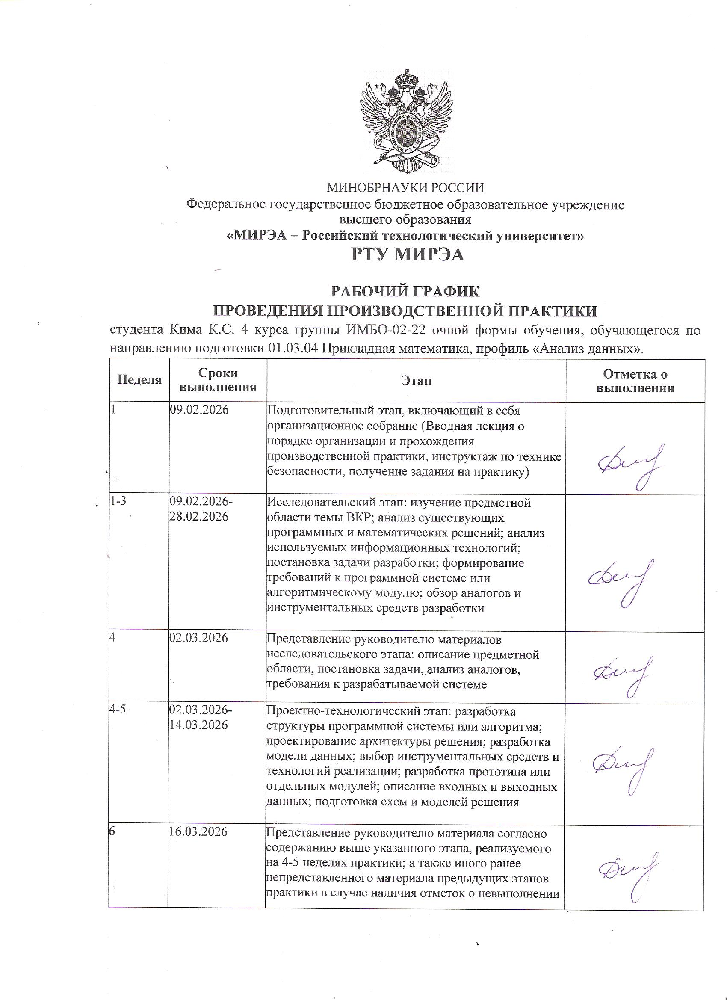 МИНОБРНАУКИ РОССИИ
Федеральное государственное бюджетное образовательное учреждение
высшего образования
«МИРЭА – Российский технологический университет»
РТУ МИРЭА
РАБОЧИЙ ГРАФИК
ПРОВЕДЕНИЯ ПРОИЗВОДСТВЕННОЙ ПРАКТИКИ
студента Кима К.С. 4 курса группы ИМБО-02-22 очной формы обучения, обучающегося по
направлению подготовки 01.03.04 Прикладная математика, профиль «Анализ данных».
Неделя
Сроки
выполнения
Этап
Отметка о
выполнении
1
09.02.2026
Подготовительный этап, включающий в себя
организационное собрание (Вводная лекция о
порядке организации и прохождения
производственной практики, инструктаж по технике
безопасности, получение задания на практику)
1-3
09.02.2026-
28.02.2026
Исследовательский этап: изучение предметной
области темы ВКР; анализ существующих
программных и математических решений; анализ
используемых информационных технологий;
постановка задачи разработки; формирование
требований к программной системе или
алгоритмическому модулю; обзор аналогов и
инструментальных средств разработки
4
02.03.2026
Представление руководителю материалов
исследовательского этапа: описание предметной
области, постановка задачи, анализ аналогов,
требования к разрабатываемой системе
4-5
02.03.2026-
14.03.2026
Проектно-технологический этап: разработка
структуры программной системы или алгоритма;
проектирование архитектуры решения; разработка
модели данных; выбор инструментальных средств и
технологий реализации; разработка прототипа или
отдельных модулей; описание входных и выходных
данных; подготовка схем и моделей решения
6
16.03.2026
Представление руководителю материала согласно
содержанию выше указанного этапа, реализуемого
на 4-5 неделях практики; а также иного ранее
непредставленного материала предыдущих этапов
практики в случае наличия отметок о невыполнении